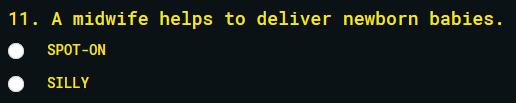 11. A midwife helps to deliver newborn babies.
SPOT-ON
SILLY